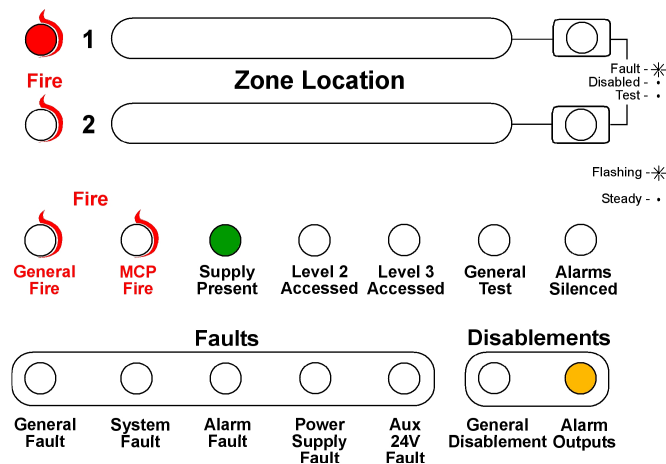 1
Fire
Zone Location
Fault -
Disabled -
Test -
2
Flashing -
Steady -
Fire
General
Fire
MCP
Fire
Supply
Present
Level 2
Accessed
Level 3
Accessed
General
Test
Alarms
Silenced
Faults
Disablements
General
Fault
System
Fault
Alarm
Fault
Power
Supply
Fault
Aux
24V
Fault
General
Disablement
Alarm
Outputs